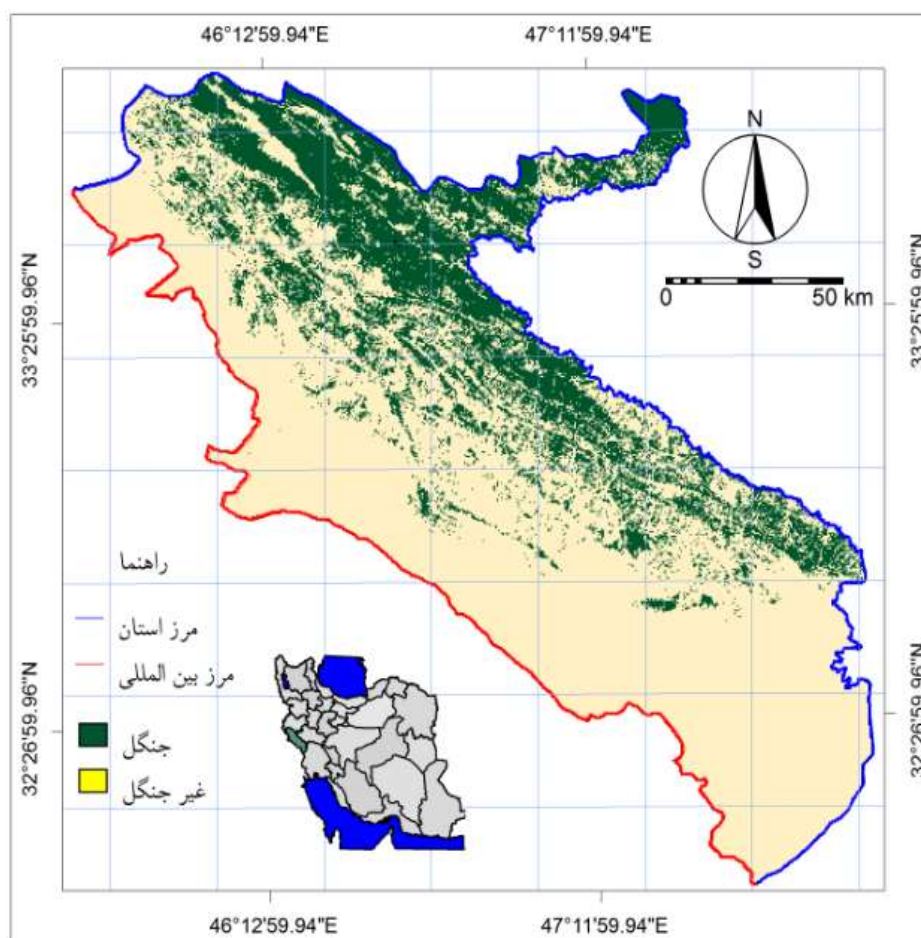 46°12'59.94"E
47°11'59.94"E
N
S
0
50 km
33°25'59.96"N
33°25'59.96"N
راهنما
مرز استان
مرز بین المللی
جنگل
غیر جنگل
32°26'59.96"N
32°26'59.96"N
46°12'59.94"E
47°11'59.94"E